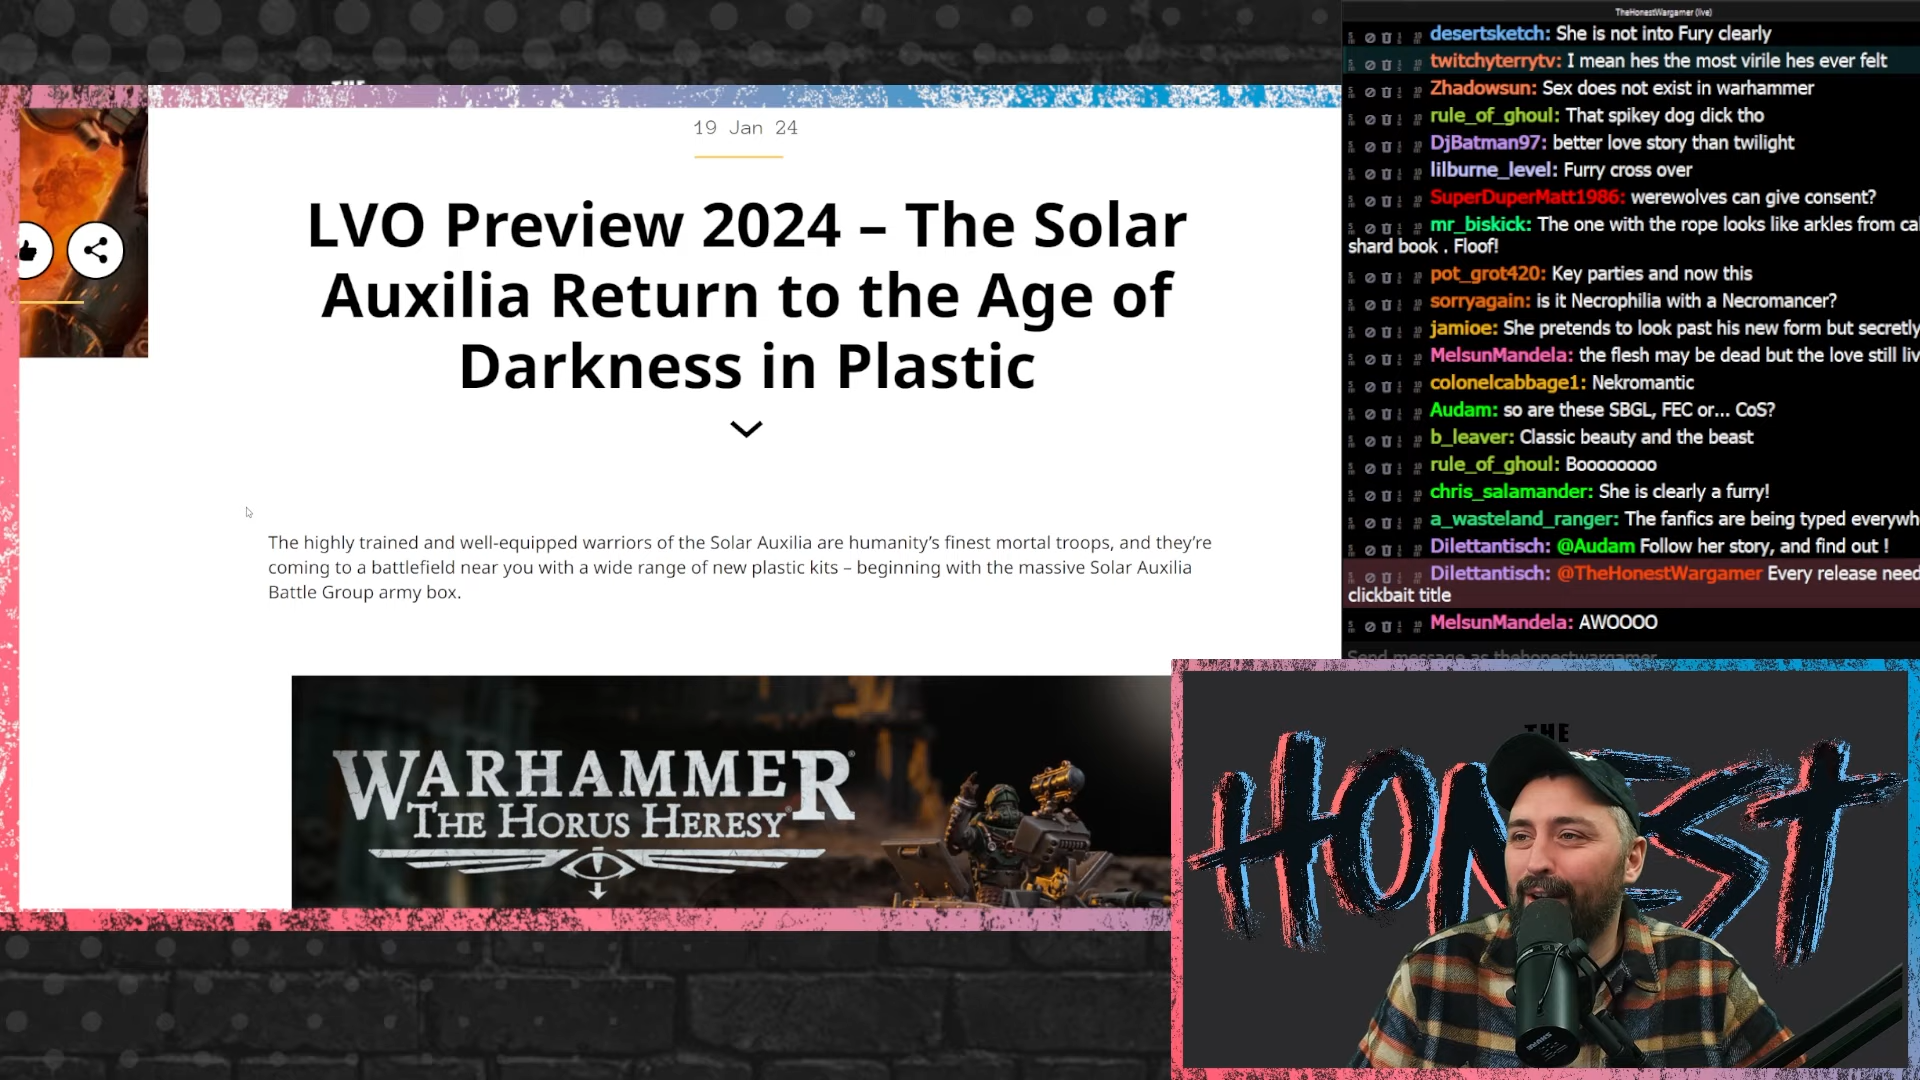 19 Jan 24
LVO Preview 2024 – The Solar
Auxilia Return to the Age of
Darkness in Plastic
The highly trained and well-equipped warriors of the Solar Auxilia are humanity's finest mortal troops, and they're
coming to a battlefield near you with a wide range of new plastic kits – beginning with the massive Solar Auxilia
Battle Group army box.
WARHAMMER
THE HORUS HERESY
TheHonestWargamer (live)
desertsketch: She is not into Fury clearly
twitchyterrytv: I mean hes the most virile hes ever felt
Zhadowsun: Sex does not exist in warhammer
rule_of_ghoul: That spikey dog dick tho
DjBatman97: better love story than twilight
lilburne_level: Furry cross over
SuperDuperMatt1986: werewolves can give consent?
mr_biskick: The one with the rope looks like arkles from
shard book . Floof!
pot_grot420: Key parties and now this
sorryagain: is it Necrophilia with a Necromancer?
jamioe: She pretends to look past his new form but secretly
MelsunMandela: the flesh may be dead but the love still
colonelcabbage1: Nekromantic
Audam: so are these SBGL, FEC or... CoS?
b_leaver: Classic beauty and the beast
rule_of_ghoul: Boooooooo
chris_salamander: She is clearly a furry!
a_wasteland_ranger: The fanfics are being typed
Dilettantisch: @Audam Follow her story, and find out !
Dilettantisch: @TheHonestWargamer Every release need
clickbait title
MelsunMandela: AWOOOO
Send message as thehonestwargamer
THE
HONEST